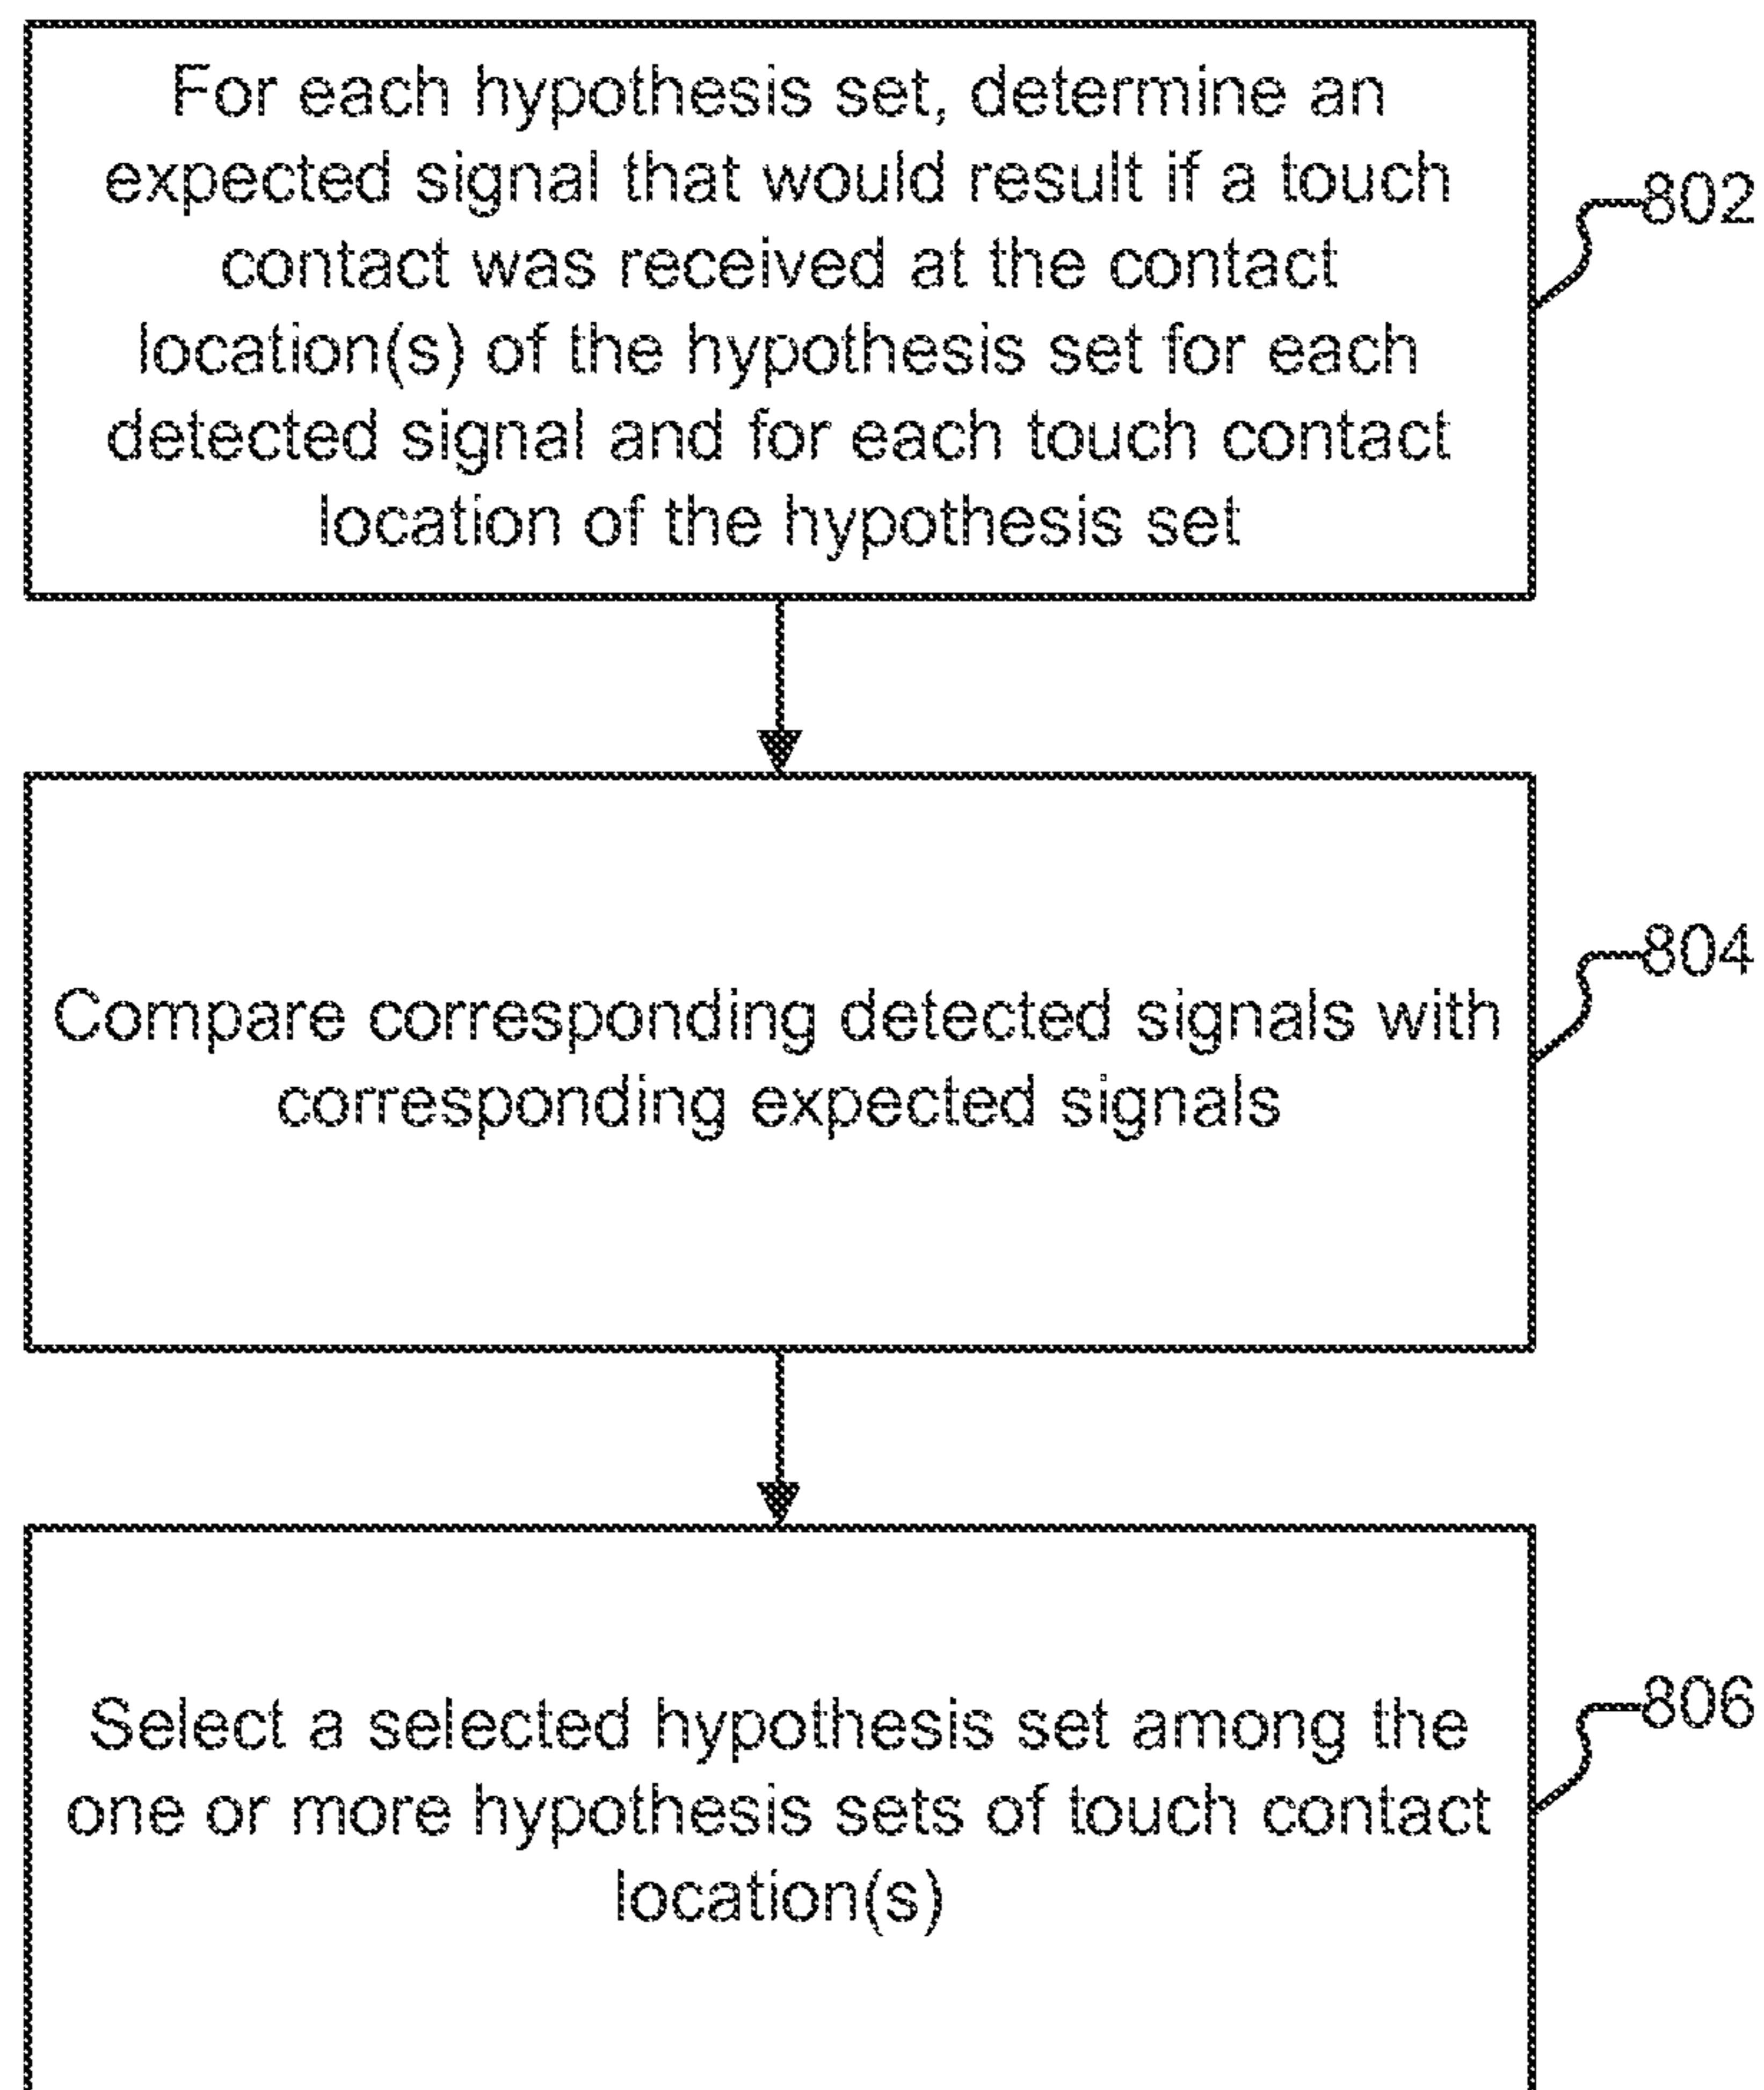 For each hypothesis set, determine an
expected signal that would result if a touch
contact was received at the contact
location(s) of the hypothesis set for each
detected signal and for each touch contact
location of the hypothesis set
802
Compare corresponding detected signals with
corresponding expected signals
804
Select a selected hypothesis set among the
one or more hypothesis sets of touch contact
location(s)
806